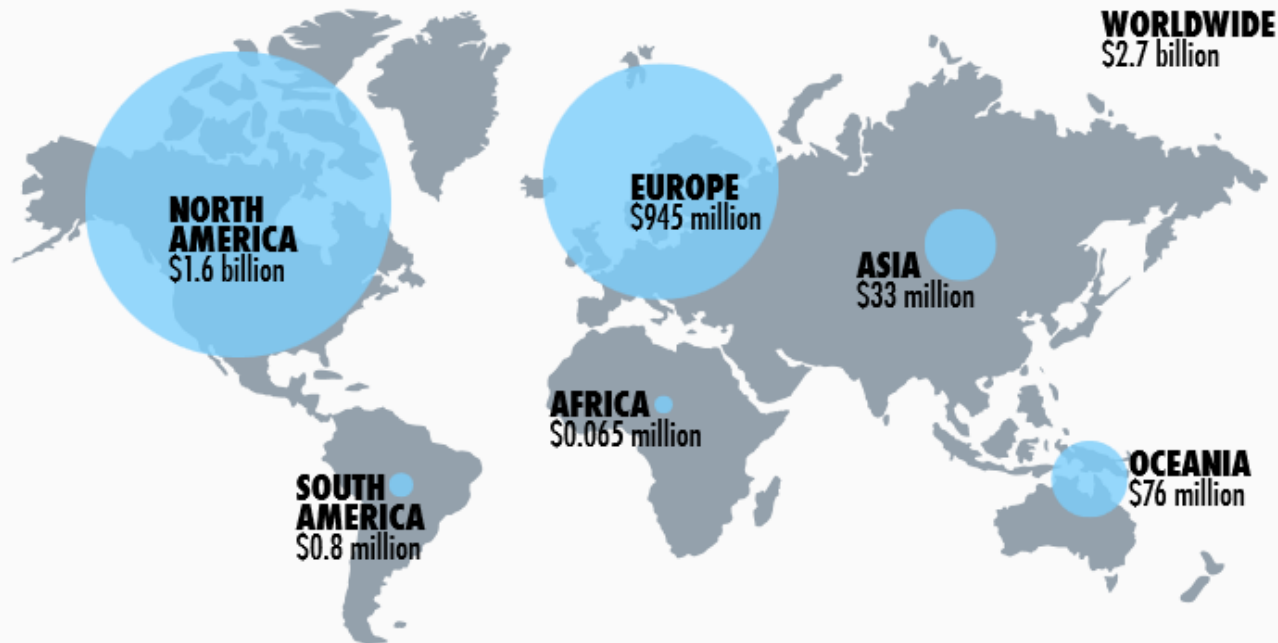 WORLDWIDE
$2.7 billion
NORTH
AMERICA
$1.6 billion
EUROPE
$945 million
ASIA
$33 million
AFRICA
$0.065 million
SOUTH
AMERICA
$0.8 million
OCEANIA
$76 million